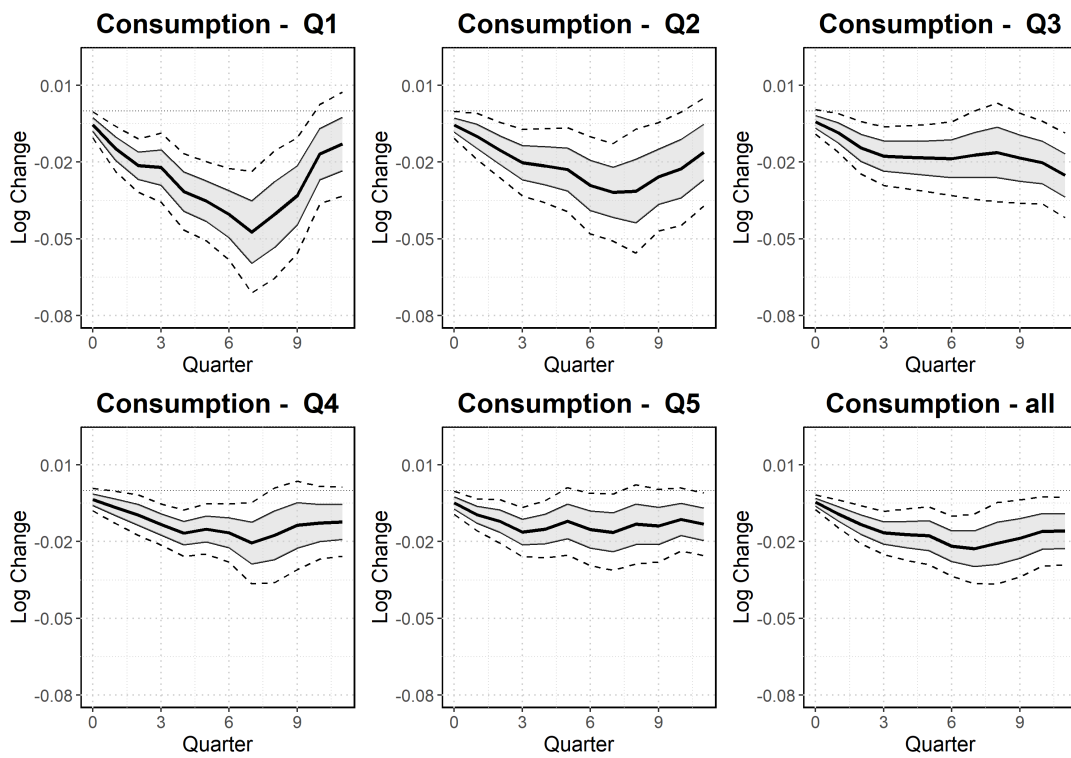 Consumption -  Q1
Log Change
0.01
-0.02
-0.05
-0.08
0 3 6 9
Quarter
Consumption -  Q2
Log Change
0.01
-0.02
-0.05
-0.08
0 3 6 9
Quarter
Consumption -  Q3
Log Change
0.01
-0.02
-0.05
-0.08
0 3 6 9
Quarter
Consumption -  Q4
Log Change
0.01
-0.02
-0.05
-0.08
0 3 6 9
Quarter
Consumption -  Q5
Log Change
0.01
-0.02
-0.05
-0.08
0 3 6 9
Quarter
Consumption - all
Log Change
0.01
-0.02
-0.05
-0.08
0 3 6 9
Quarter